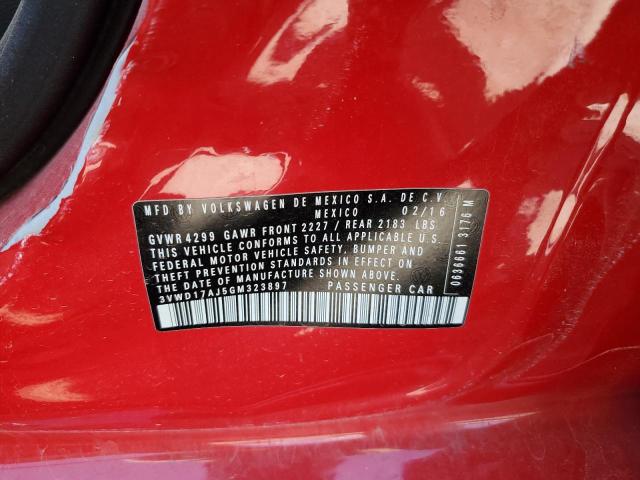 MFD BY VOLKSWAGEN DE MEXICO S.A. DE C.V.
MEXICO 02/16
GVWR 4299 GAWR FRONT 2227 / REAR 2183 LBS
THIS VEHICLE CONFORMS TO ALL APPLICABLE U.S.
FEDERAL MOTOR VEHICLE SAFETY, BUMPER AND
THEFT PREVENTION STANDARDS IN EFFECT ON
THE DATE OF MANUFACTURE SHOWN ABOVE.
3VWD17AJ5GM323897 PASSENGER CAR
0636661 3176 M